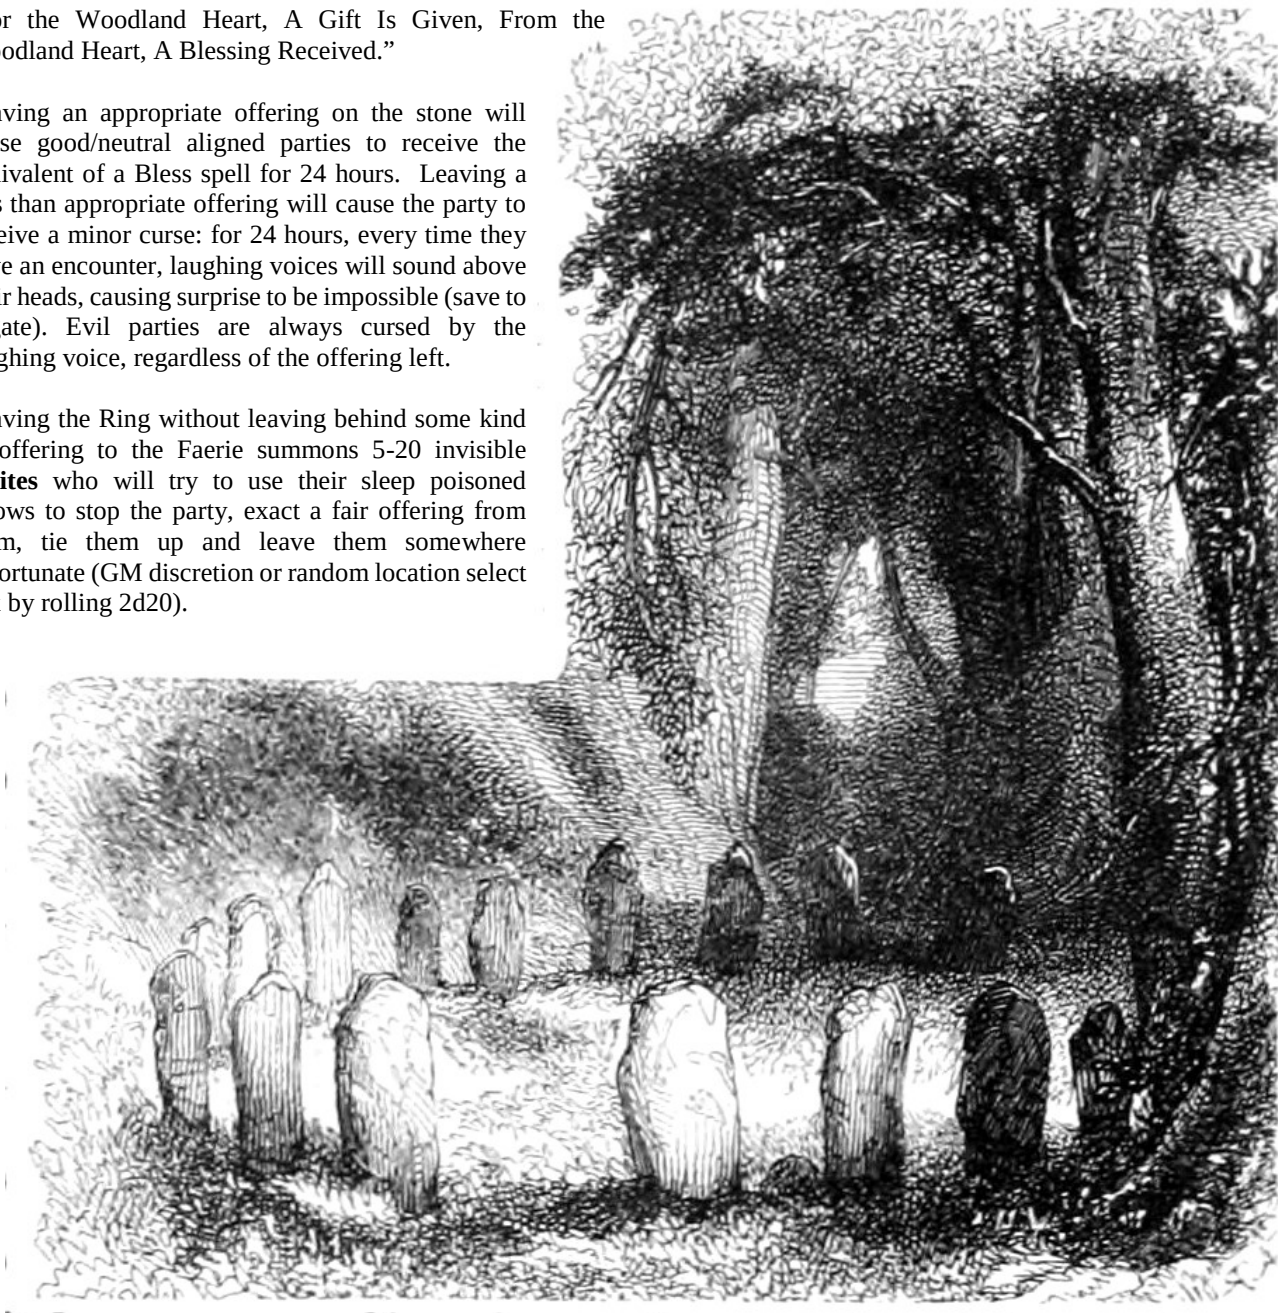 r the Woodland Heart, A Gift Is Given, From the
odland Heart, A Blessing Received.”
ving an appropriate offering on the stone will
se good/neutral aligned parties to receive the
ivalent of a Bless spell for 24 hours. Leaving a
s than appropriate offering will cause the party to
eive a minor curse: for 24 hours, every time they
e an encounter, laughing voices will sound above
ir heads, causing surprise to be impossible (save to
gate). Evil parties are always cursed by the
ghing voice, regardless of the offering left.
ving the Ring without leaving behind some kind
offering to the Faerie summons 5-20 invisible
ites who will try to use their sleep poisoned
ows to stop the party, exact a fair offering from
m, tie them up and leave them somewhere
ortunate (GM discretion or random location select
by rolling 2d20).